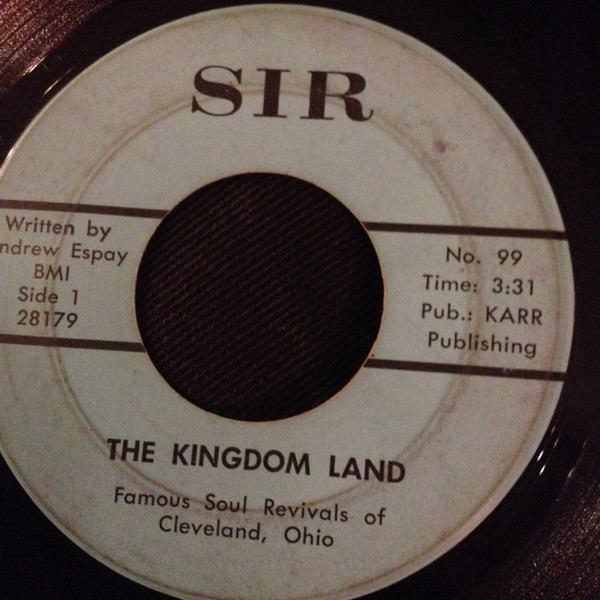 SIR
Written by
ndrew Espay
BMI
Side 1
28179
No. 99
Time: 3:31
Pub.: KARR
Publishing
THE KINGDOM LAND
Famous Soul Revivals of
Cleveland, Ohio